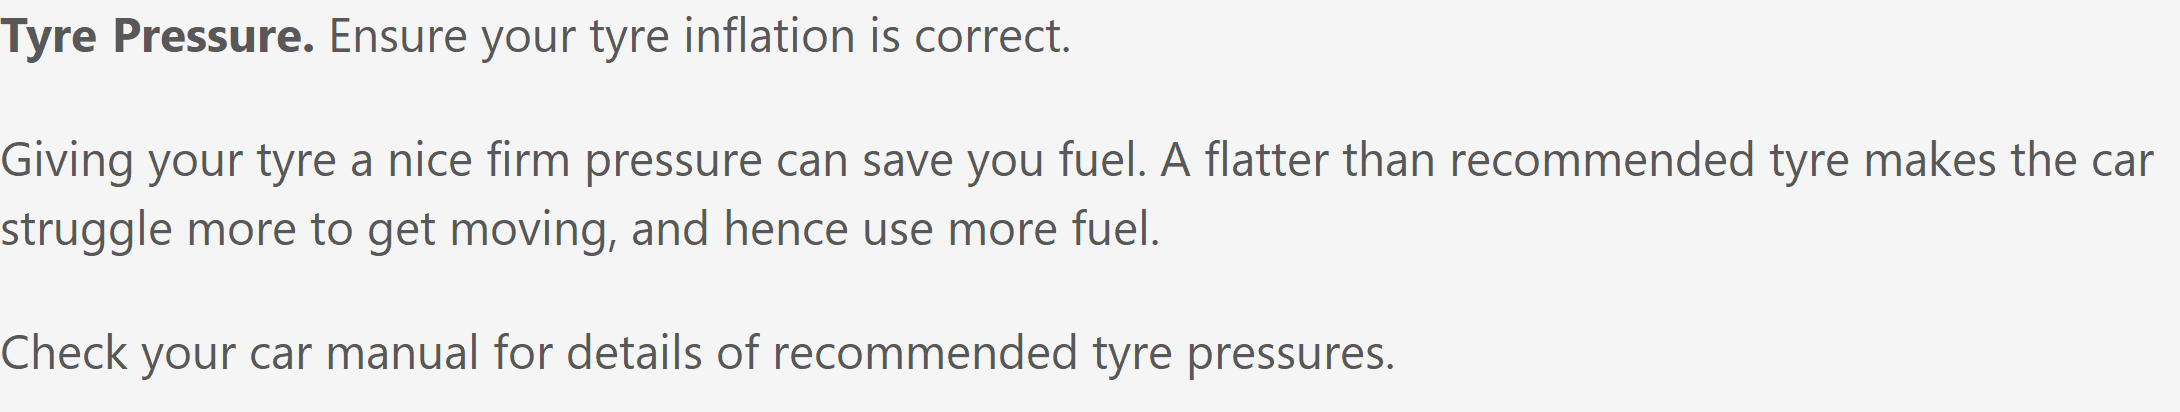 Tyre Pressure. Ensure your tyre inflation is correct.
Giving your tyre a nice firm pressure can save you fuel. A flatter than recommended tyre makes the car
struggle more to get moving, and hence use more fuel.
Check your car manual for details of recommended tyre pressures.